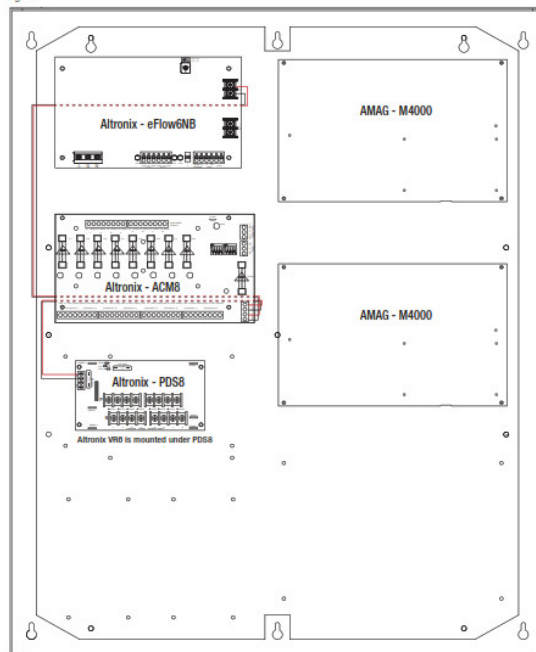 Altronix - eFlow6NB
AMAG - M4000
Altronix - ACM8
AMAG - M4000
Altronix - PDS8
Altronix VR6 is mounted under PDS8